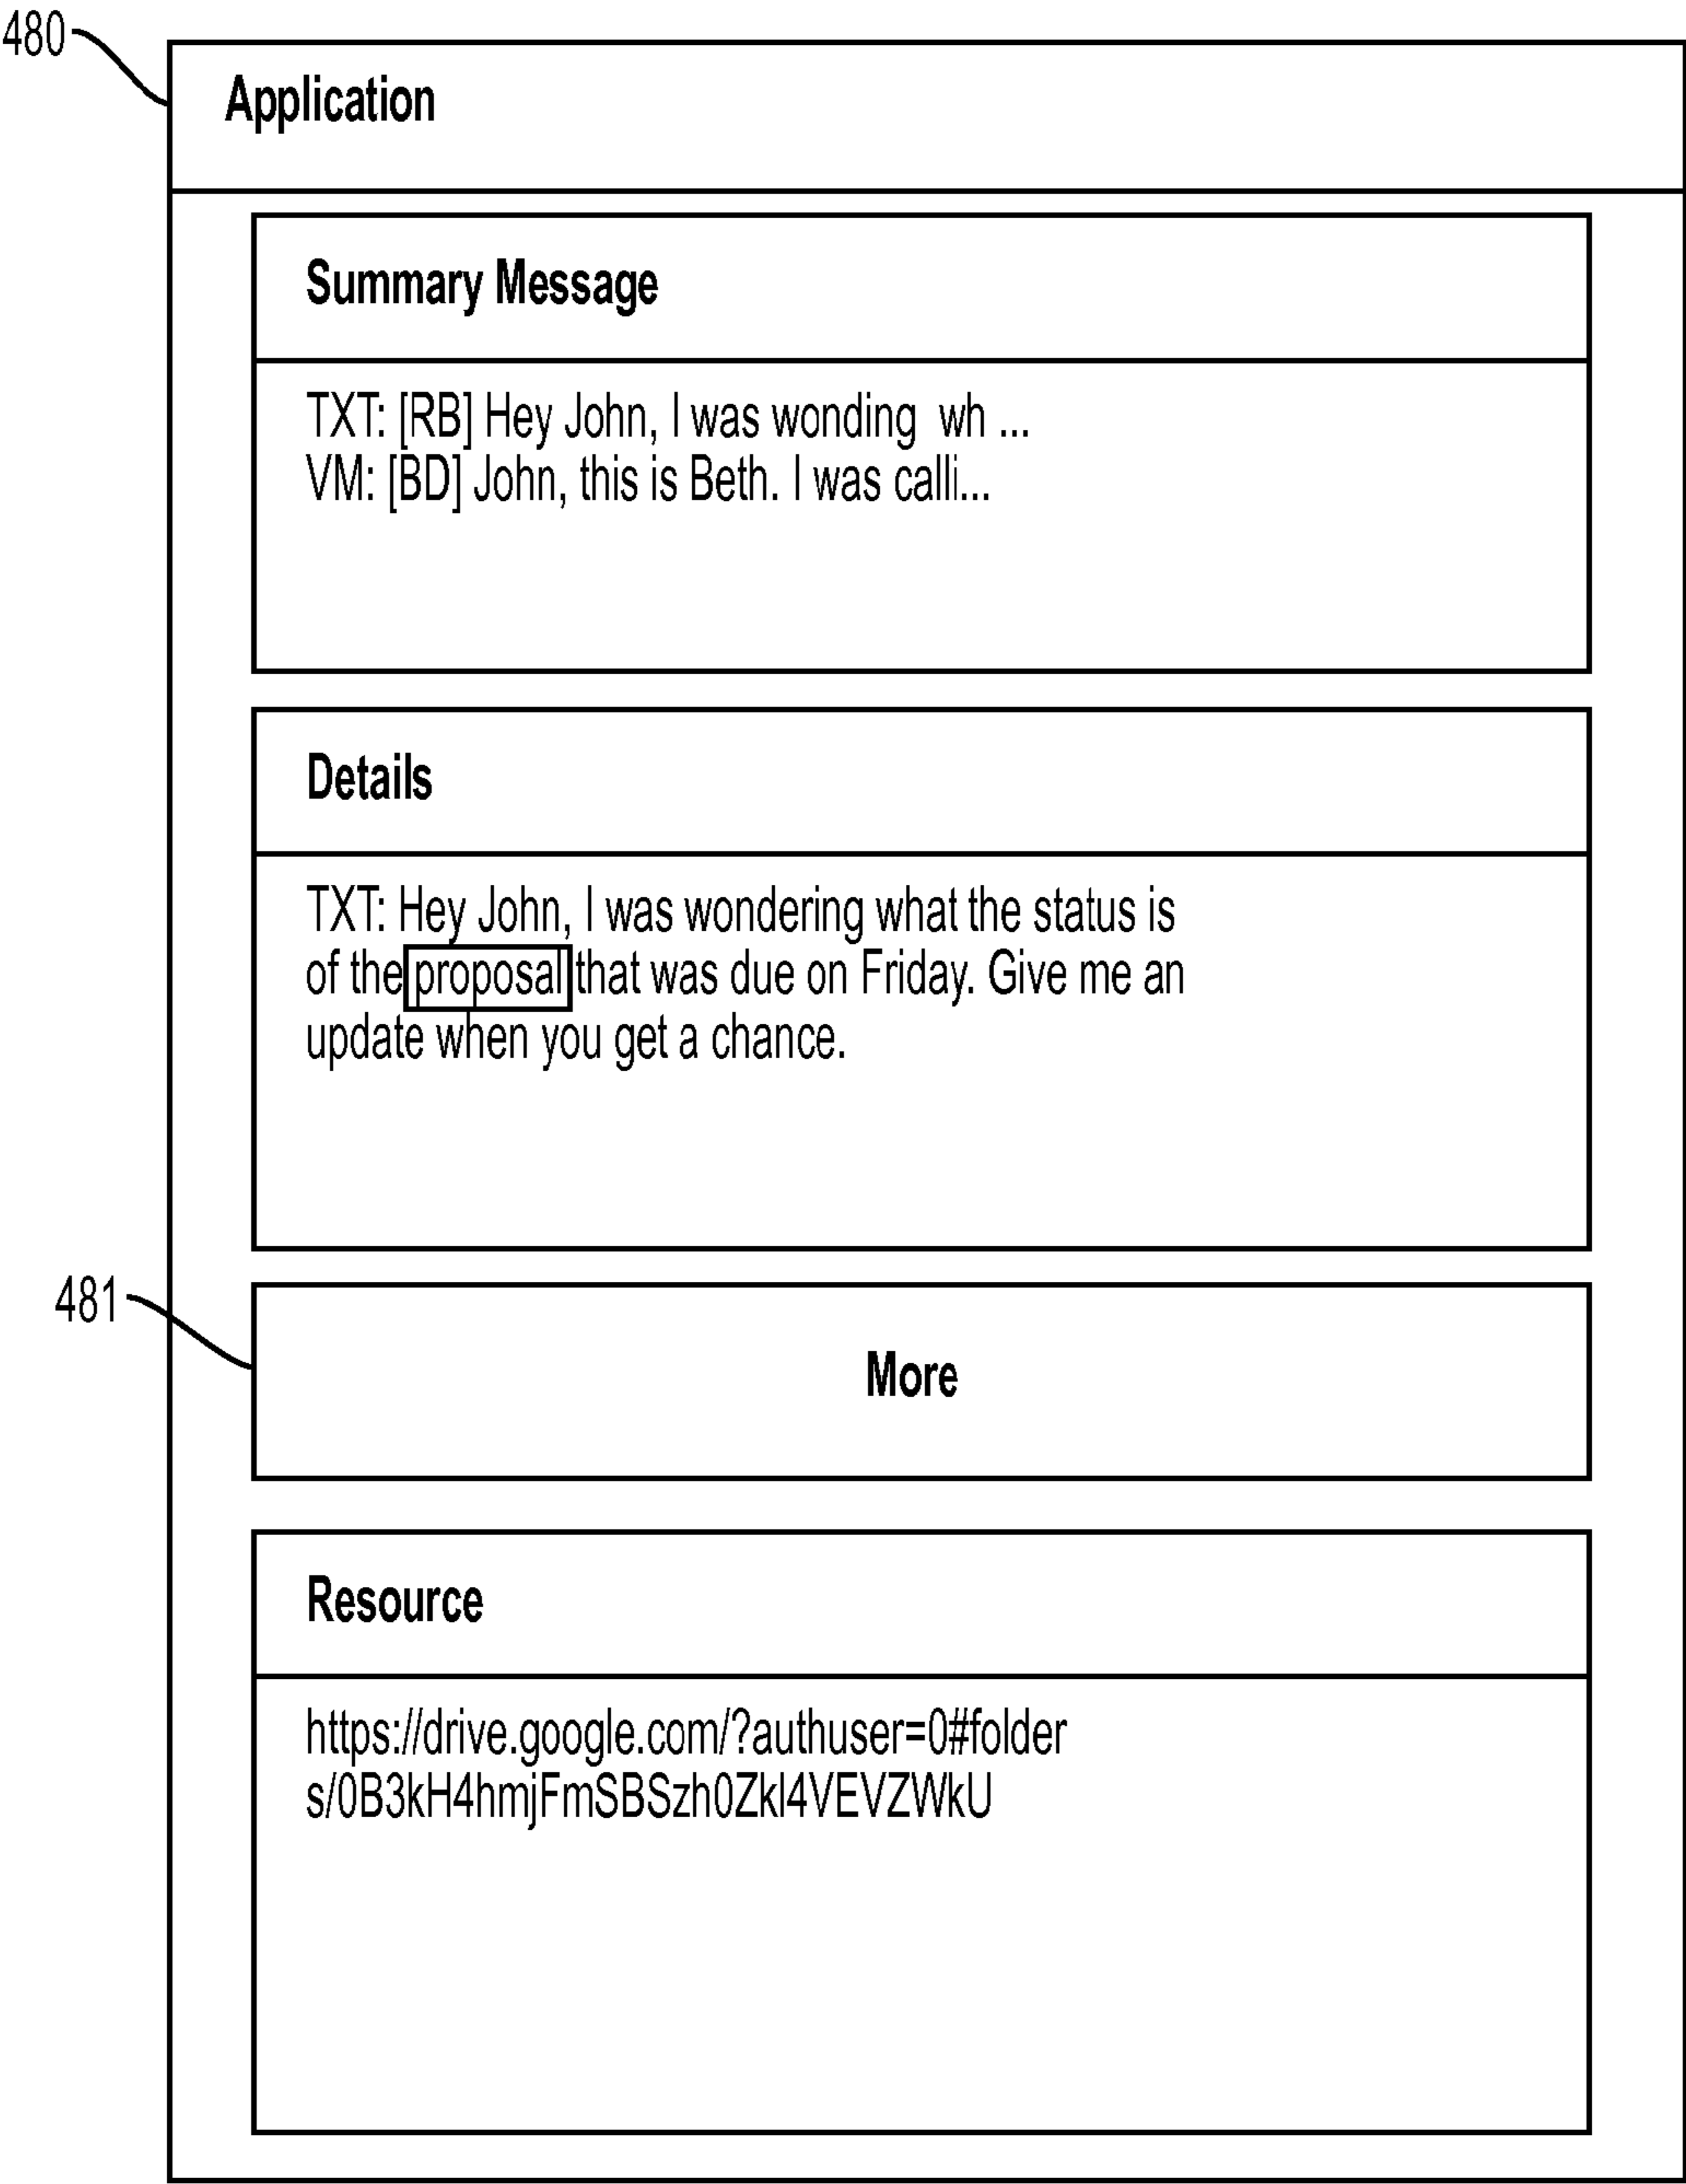 480
Application
Summary Message
TXT: [RB] Hey John, I was wonding wh ...
VM: [BD] John, this is Beth. I was calli...
Details
TXT: Hey John, I was wondering what the status is
of the proposal that was due on Friday. Give me an
update when you get a chance.
481
More
Resource
https://drive.google.com/?authuser=0#folder
s/0B3kH4hmjFmSBSzh0Zkl4VEVZWkU